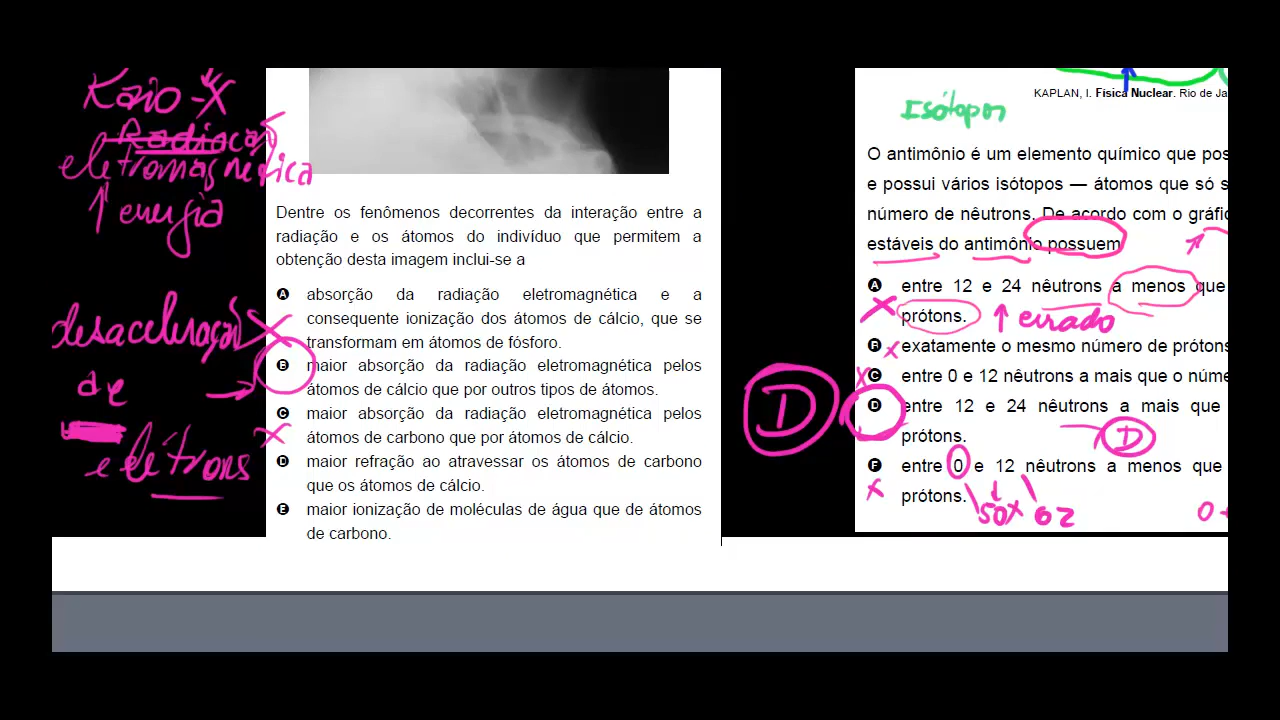 Raio-X
Radiação
eletromagnética
↑ energia
desaceleração
de
elétrons
Dentre os fenômenos decorrentes da interação entre a
radiação e os átomos do indivíduo que permitem a
obtenção desta imagem inclui-se a
A absorção da radiação eletromagnética e a
consequente ionização dos átomos de cálcio, que se
transformam em átomos de fósforo.
B maior absorção da radiação eletromagnética pelos
átomos de cálcio que por outros tipos de átomos.
C maior absorção da radiação eletromagnética pelos
átomos de carbono que por átomos de cálcio.
D maior refração ao atravessar os átomos de carbono
que os átomos de cálcio.
E maior ionização de moléculas de água que de átomos
de carbono.
D
KAPLAN, I. Física Nuclear. Rio de Ja
Isótopos
O antimônio é um elemento químico que pos
e possui vários isótopos — átomos que só s
número de nêutrons. De acordo com o gráfic
estáveis do antimônio possuem
A entre 12 e 24 nêutrons a menos que
prótons. ↑ errado
B exatamente o mesmo número de prótons
C entre 0 e 12 nêutrons a mais que o núme
D entre 12 e 24 nêutrons a mais que
prótons. D
E entre 0 e 12 nêutrons a menos que
prótons.
50 x 62
0